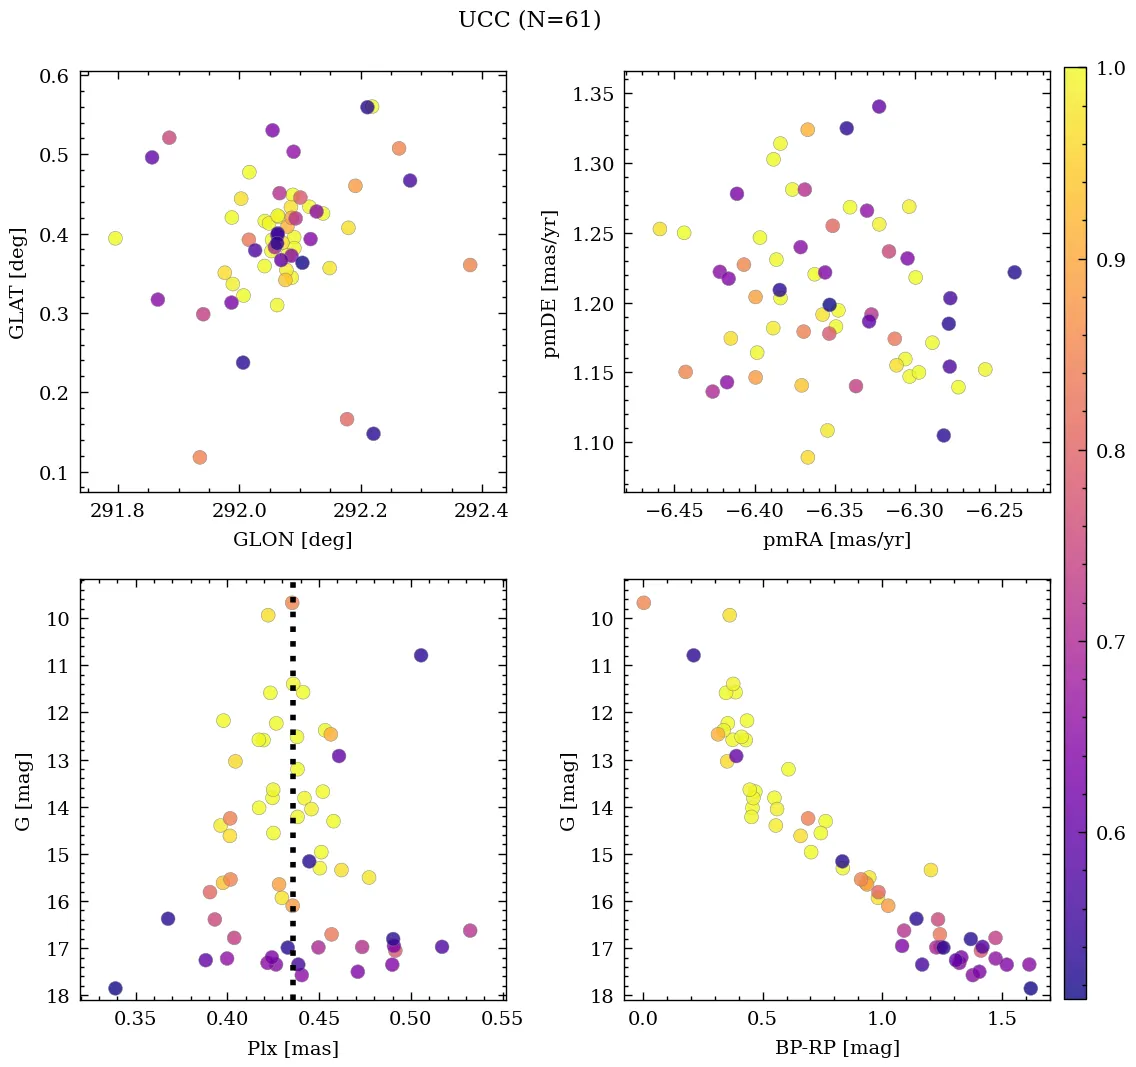 UCC (N=61)
0.6
0.5
0.4
0.3
0.2
0.1
GLAT [deg]
291.8 292.0 292.2 292.4
GLON [deg]
1.35
1.30
1.25
1.20
1.15
1.10
pmDE [mas/yr]
−6.45 −6.40 −6.35 −6.30 −6.25
pmRA [mas/yr]
1.0
0.9
0.8
0.7
0.6
10
11
12
13
14
15
16
17
18
G [mag]
0.35 0.40 0.45 0.50 0.55
Plx [mas]
10
11
12
13
14
15
16
17
18
G [mag]
0.0 0.5 1.0 1.5
BP-RP [mag]